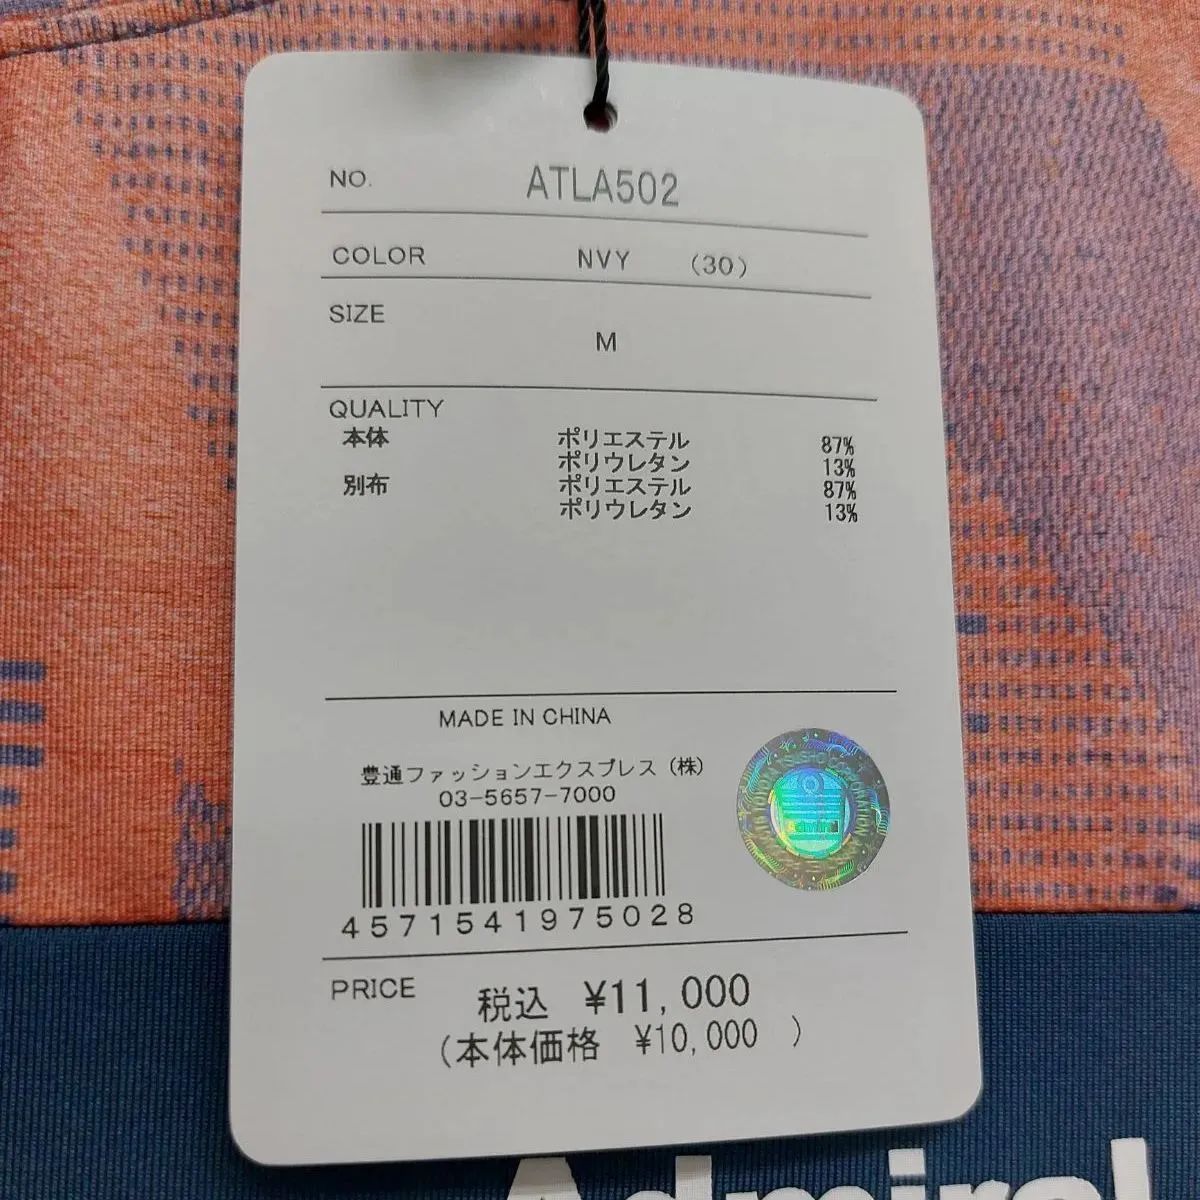 NO. ATLA502
COLOR NVY (30)
SIZE
M
QUALITY
本体 ポリエステル 87%
ポリウレタン 13%
別布 ポリエステル 87%
ポリウレタン 13%
MADE IN CHINA
豊通ファッションエクスプレス(株)
03-5657-7000
4571541975028
TSUSHO CORPORATION
PRICE 税込 ¥11,000
(本体価格 ¥10,000 )
Admiral